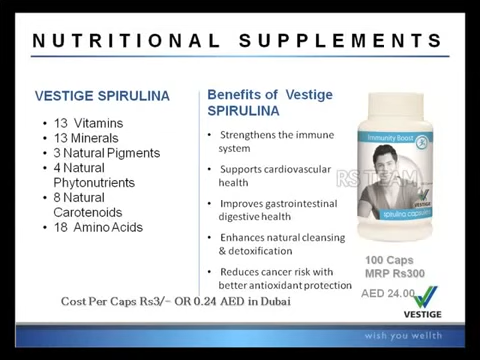 NUTRITIONAL SUPPLEMENTS
VESTIGE SPIRULINA
• 13 Vitamins
• 13 Minerals
• 3 Natural Pigments
• 4 Natural
Phytonutrients
• 8 Natural
Carotenoids
• 18 Amino Acids
Benefits of Vestige
SPIRULINA
• Strengthens the immune
system
• Supports cardiovascular
health
• Improves gastrointestinal
digestive health
• Enhances natural cleansing
& detoxification
• Reduces cancer risk with
better antioxidant protection
Immunity Boost
RS TEAM
spirulina capsules
VESTIGE
100 Caps
MRP Rs300
AED 24.00
Cost Per Caps Rs3/- OR 0.24 AED in Dubai
VESTIGE
wish you wellth